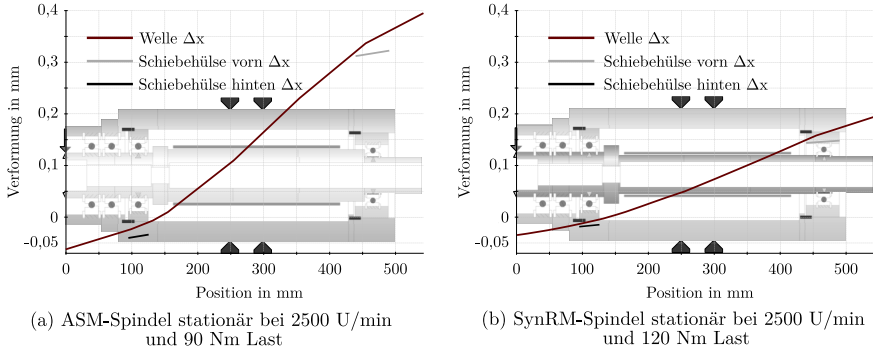 0,4
0,3
0,2
0,1
0
-0,05
Verformung in mm
Welle Δx
Schiebehülse vorn Δx
Schiebehülse hinten Δx
0 100 200 300 400 500
Position in mm
(a) ASM-Spindel stationär bei 2500 U/min
und 90 Nm Last
0,4
0,3
0,2
0,1
0
-0,05
Verformung in mm
Welle Δx
Schiebehülse vorn Δx
Schiebehülse hinten Δx
0 100 200 300 400 500
Position in mm
(b) SynRM-Spindel stationär bei 2500 U/min
und 120 Nm Last